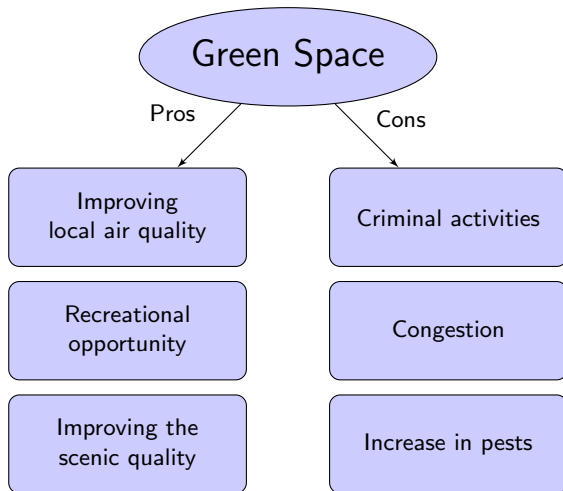 Green Space
Pros
Cons
Improving
local air quality
Criminal activities
Recreational
opportunity
Congestion
Improving the
scenic quality
Increase in pests